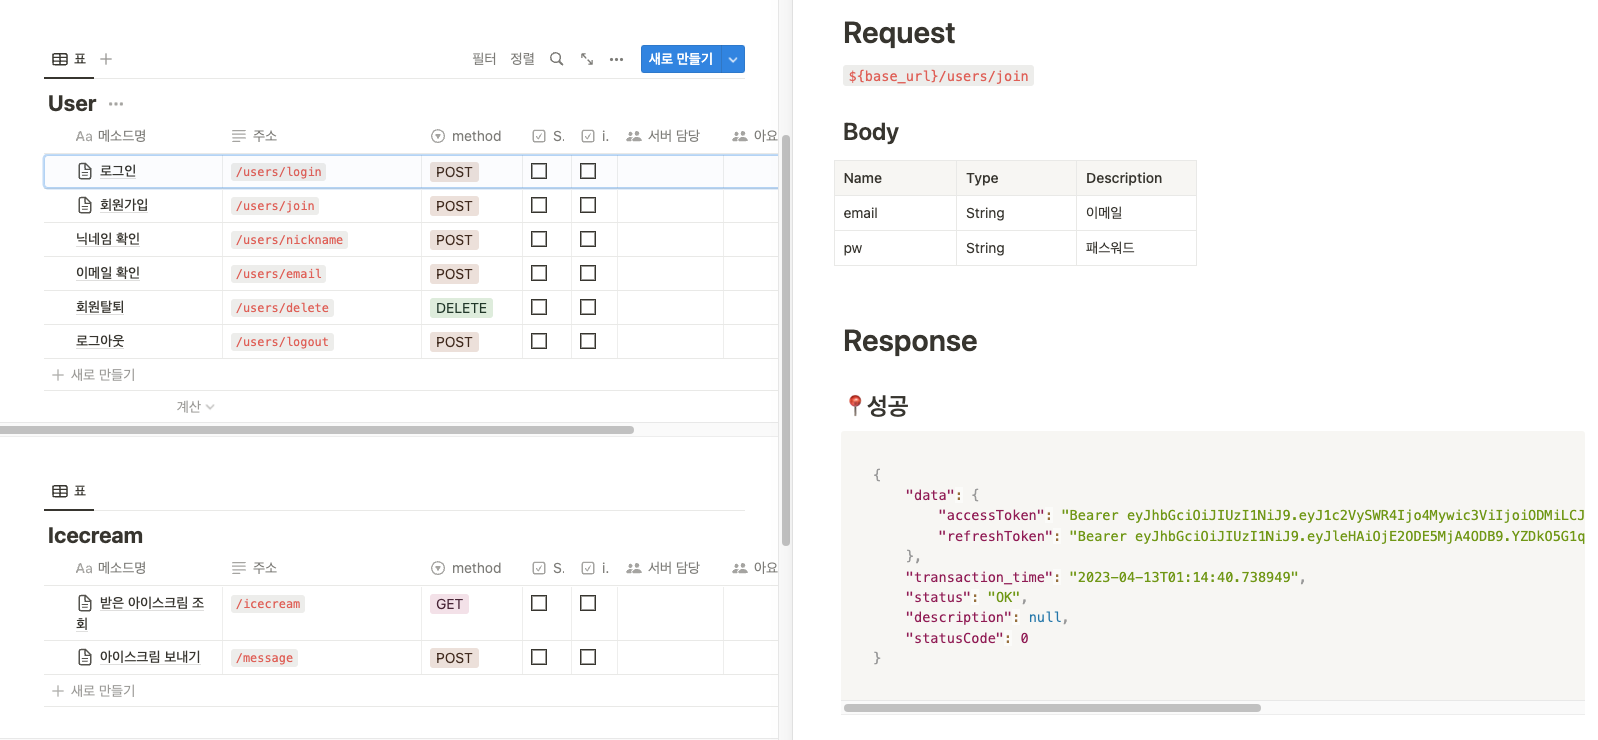 표
필터 정렬 새로 만들기
User
Aa 메소드명 주소 method S. i. 서버 담당 아요
로그인 /users/login POST
회원가입 /users/join POST
닉네임 확인 /users/nickname POST
이메일 확인 /users/email POST
회원탈퇴 /users/delete DELETE
로그아웃 /users/logout POST
새로 만들기
계산
표
Icecream
Aa 메소드명 주소 method S. i. 서버 담당 아요
받은 아이스크림 조 /icecream GET
회
아이스크림 보내기 /message POST
새로 만들기
Request
${base_url}/users/join
Body
Name Type Description
email String 이메일
pw String 패스워드
Response
성공
{
"data": {
"accessToken": "Bearer eyJhbGciOiJIUzI1NiJ9.eyJ1c2VySWR4Ijo4Mywic3ViIjoiODMiLCJ
"refreshToken": "Bearer eyJhbGciOiJIUzI1NiJ9.eyJleHAiOjE2ODE5MjA4ODB9.YZDkO5G1q
},
"transaction_time": "2023-04-13T01:14:40.738949",
"status": "OK",
"description": null,
"statusCode": 0
}